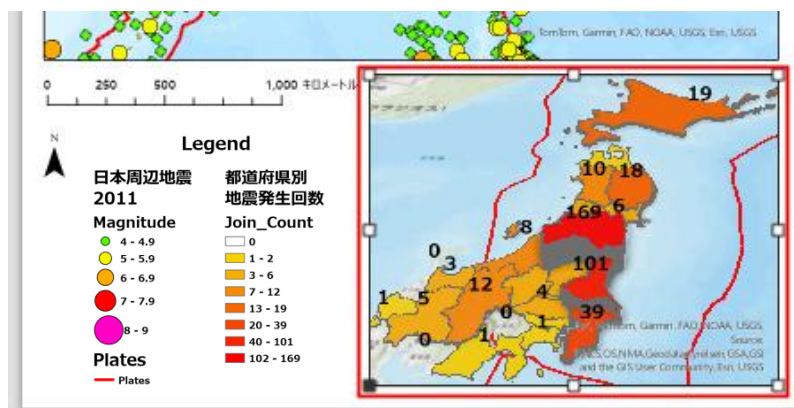 TomTom, Garmin, FAO, NOAA, USGS, Esri, USGS
0 250 500 1,000 キロメートル
N
Legend
日本周辺地震
2011
Magnitude
4 - 4.9
5 - 5.9
6 - 6.9
7 - 7.9
8 - 9
Plates
Plates
都道府県別
地震発生回数
Join_Count
0
1 - 2
3 - 6
7 - 12
13 - 19
20 - 39
40 - 101
102 - 169
19
10 18
169 6
8
0
3
101
12
4
1 5
0
39
1
1
0
Garmin, FAO, NOAA, USGS
Source:
GSA, GSI
and the GIS User Community, Esri, USGS